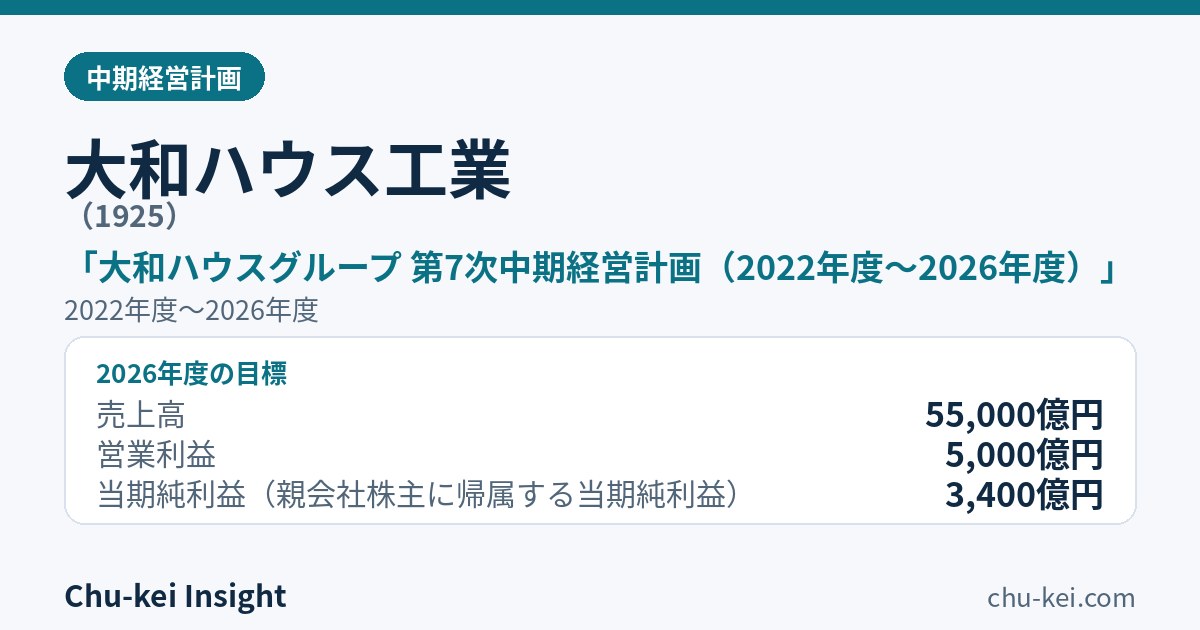 中期経営計画
大和ハウス工業
（1925）
「大和ハウスグループ 第7次中期経営計画（2022年度～2026年度）」
2022年度～2026年度
2026年度の目標
売上高 55,000億円
営業利益 5,000億円
当期純利益（親会社株主に帰属する当期純利益） 3,400億円
Chu-kei Insight chu-kei.com